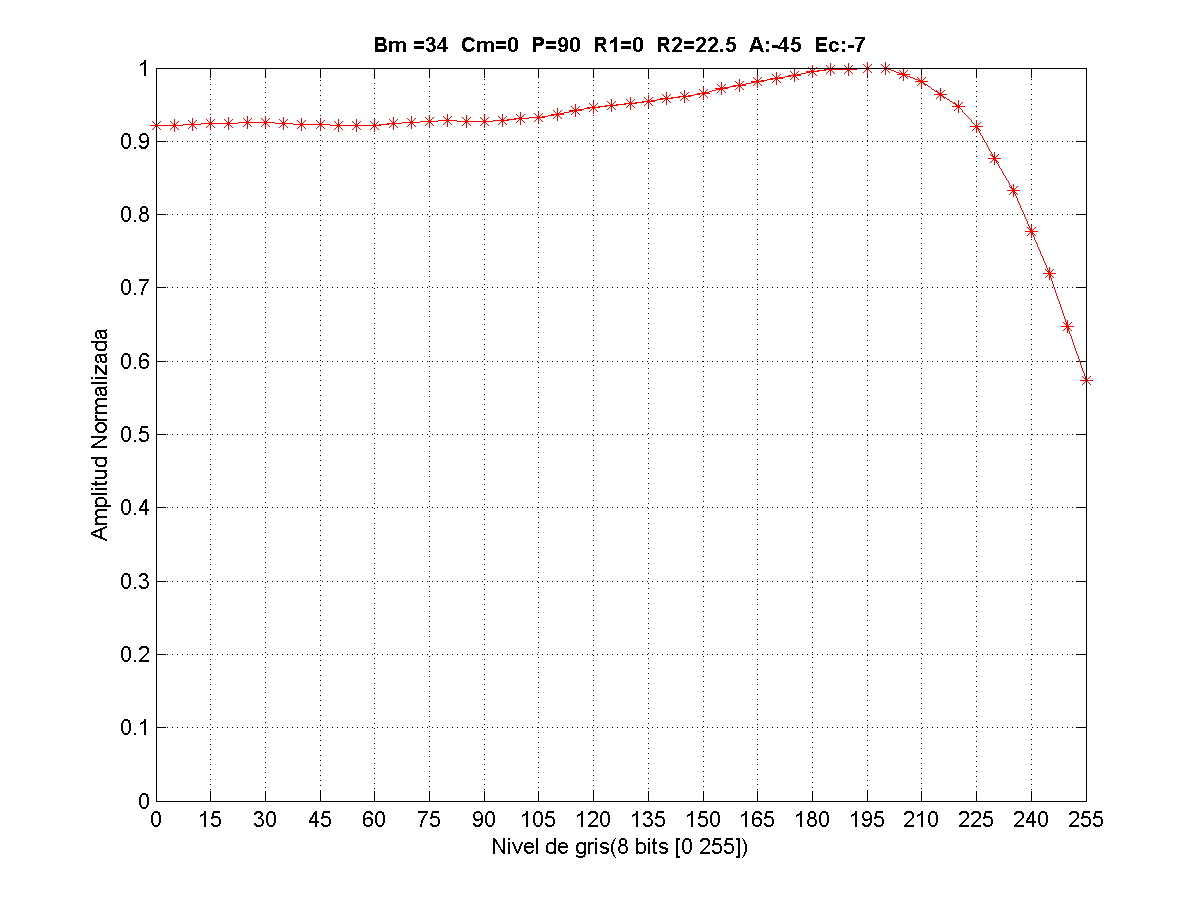 Bm =34  Cm=0  P=90  R1=0  R2=22.5  A:-45  Ec:-7
1
0.9
0.8
0.7
0.6
0.5
0.4
0.3
0.2
0.1
0
Amplitud Normalizada
0 15 30 45 60 75 90 105 120 135 150 165 180 195 210 225 240 255
Nivel de gris(8 bits [0 255])